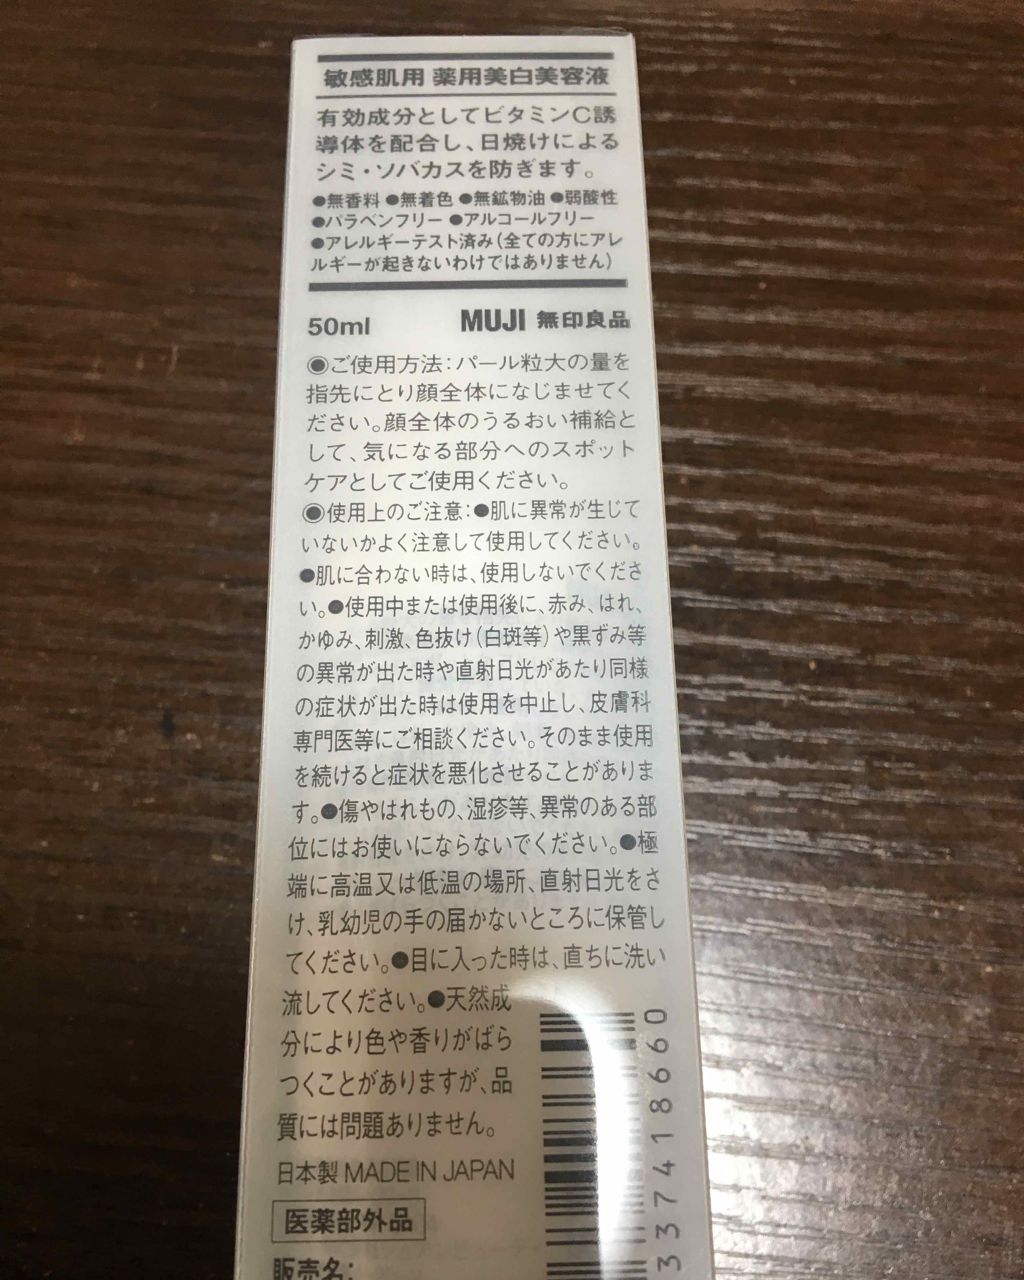 敏感肌用 薬用美白美容液
有効成分としてビタミンC誘
導体を配合し、日焼けによる
シミ・ソバカスを防ぎます。
●無香料 ●無着色 ●無鉱物油 ●弱酸性
●パラベンフリー ●アルコールフリー
●アレルギーテスト済み(全ての方にアレ
ルギーが起きないわけではありません)
50ml MUJI 無印良品
◉ご使用方法:パール粒大の量を
指先にとり顔全体になじませてく
ださい。顔全体のうるおい補給と
して、気になる部分へのスポット
ケアとしてご使用ください。
◉使用上のご注意:●肌に異常が生じて
いないかよく注意して使用してください。
●肌に合わない時は、使用しないでくださ
い。●使用中または使用後に、赤み、はれ、
かゆみ、刺激、色抜け(白斑等)や黒ずみ等
の異常が出た時や直射日光があたり同様
の症状が出た時は使用を中止し、皮膚科
専門医等にご相談ください。そのまま使用
を続けると症状を悪化させることがありま
す。●傷やはれもの、湿疹等、異常のある部
位にはお使いにならないでください。●極
端に高温又は低温の場所、直射日光をさ
け、乳幼児の手の届かないところに保管し
てください。●目に入った時は、直ちに洗い
流してください。●天然成
分により色や香りがばら
つくことがありますが、品
質には問題ありません。
日本製 MADE IN JAPAN
医薬部外品
販売名:
337418660